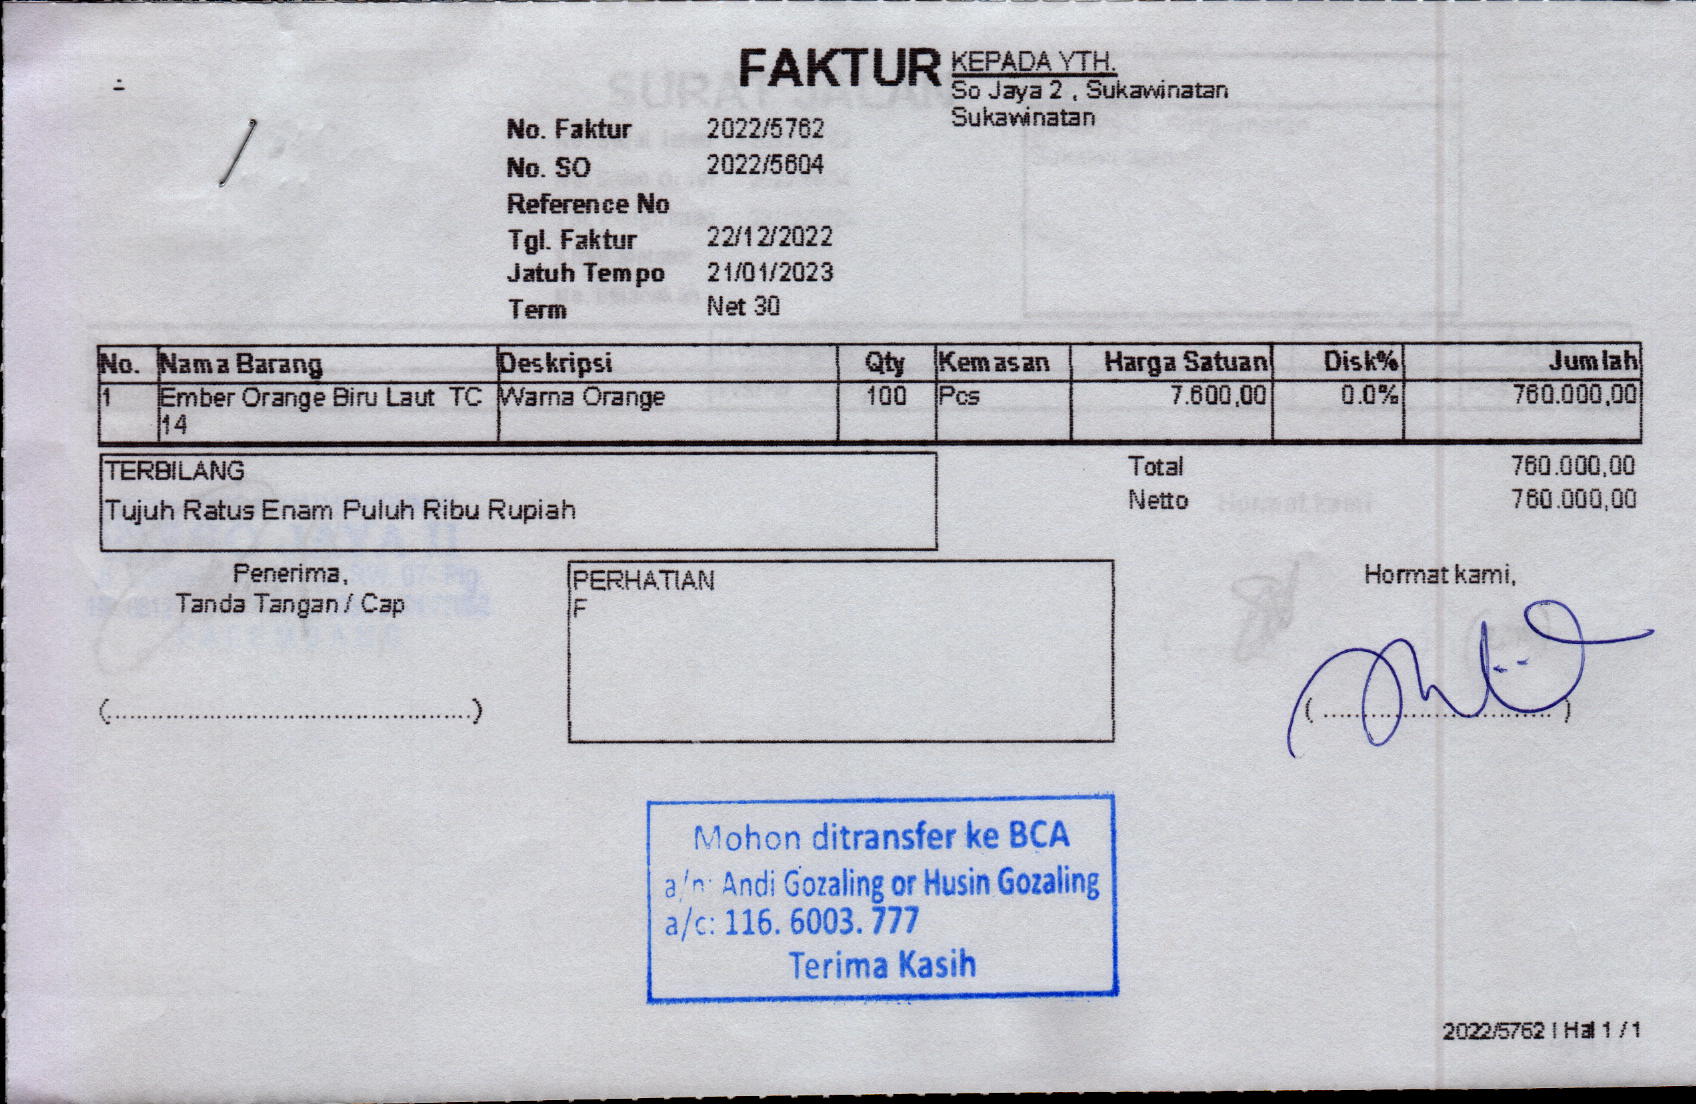 FAKTUR
KEPADA YTH.
So Jaya 2 , Sukawinatan
Sukawinatan
No. Faktur 2022/5762
No. SO 2022/5604
Reference No
Tgl. Faktur 22/12/2022
Jatuh Tempo 21/01/2023
Term Net 30
No. Nama Barang Deskripsi Qty Kemasan Harga Satuan Disk% Jumlah
1 Ember Orange Biru Laut TC 14 Warna Orange 100 Pcs 7.600,00 0.0% 760.000,00
TERBILANG
Tujuh Ratus Enam Puluh Ribu Rupiah
Total 760.000,00
Netto 760.000,00
Penerima,
Tanda Tangan / Cap
(................................................)
PERHATIAN
F
Hormat kami,
( .............................. )
Mohon ditransfer ke BCA
a/n: Andi Gozaling or Husin Gozaling
a/c: 116. 6003. 777
Terima Kasih
2022/5762 | Hal 1 / 1